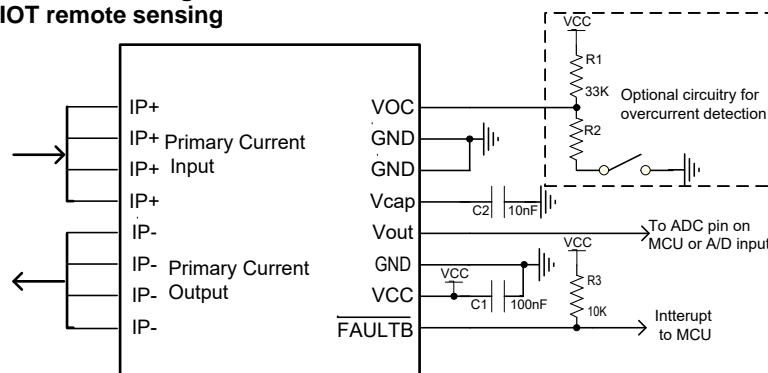 IOT remote sensing
VCC
R1
33K
R2
Optional circuitry for
overcurrent detection
IP+
IP+
IP+
IP+
Primary Current
Input
IP-
IP-
IP-
IP-
Primary Current
Output
VOC
GND
GND
Vcap
Vout
GND
VCC
FAULTB
C2
10nF
To ADC pin on
MCU or A/D input
VCC
C1
100nF
VCC
R3
10K
Intterupt
to MCU